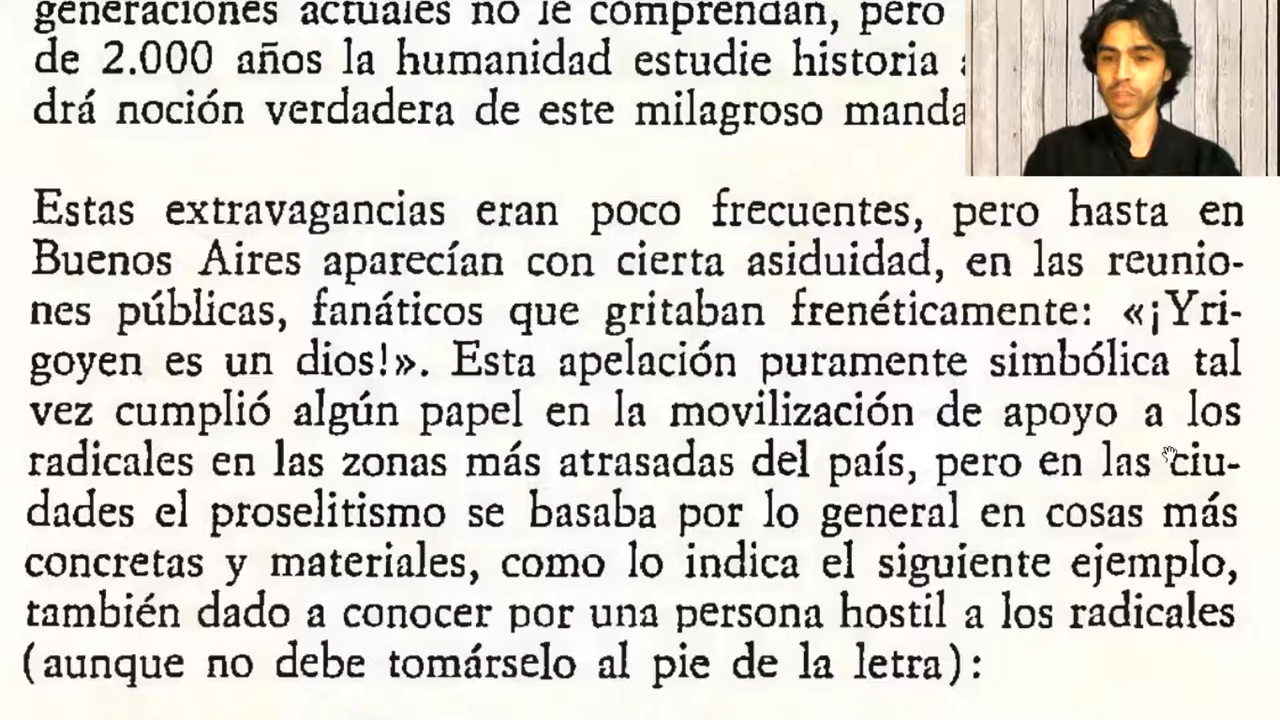 generaciones actuales no le comprendan, pero
de 2.000 años la humanidad estudie historia
drá noción verdadera de este milagroso manda
Estas extravagancias eran poco frecuentes, pero hasta en
Buenos Aires aparecían con cierta asiduidad, en las reunio-
nes públicas, fanáticos que gritaban frenéticamente: «¡Yri-
goyen es un dios!». Esta apelación puramente simbólica tal
vez cumplió algún papel en la movilización de apoyo a los
radicales en las zonas más atrasadas del país, pero en las ciu-
dades el proselitismo se basaba por lo general en cosas más
concretas y materiales, como lo indica el siguiente ejemplo,
también dado a conocer por una persona hostil a los radicales
(aunque no debe tomárselo al pie de la letra):